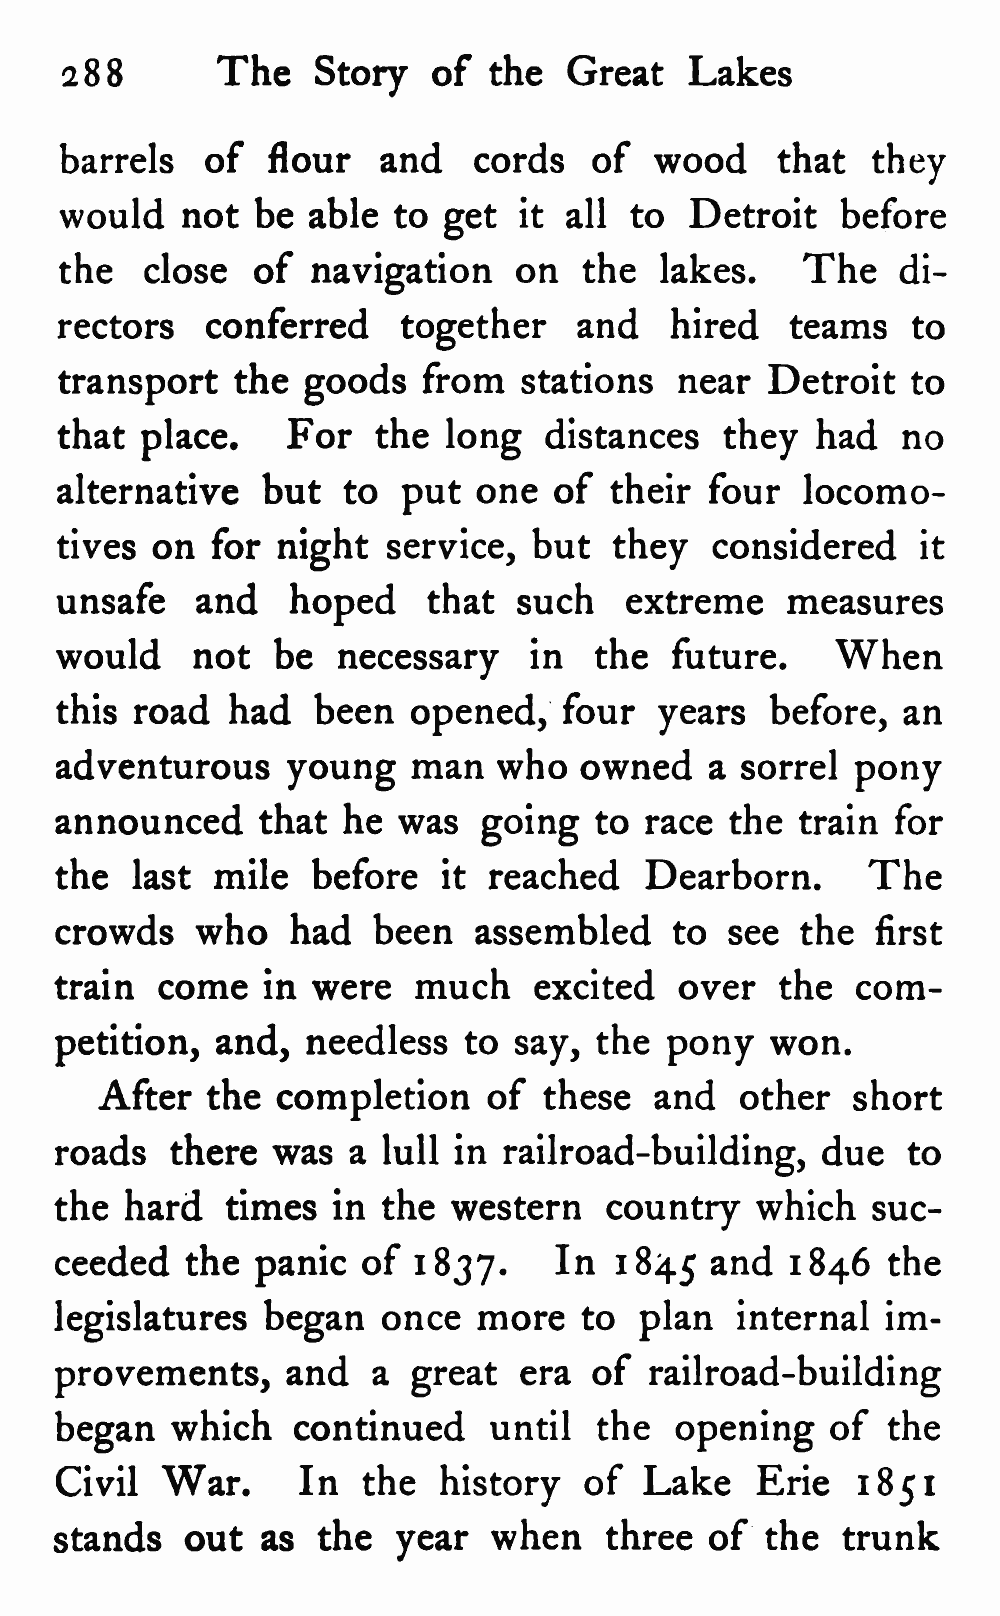 288 The Story of the Great Lakes
barrels of flour and cords of wood that they
would not be able to get it all to Detroit before
the close of navigation on the lakes. The di-
rectors conferred together and hired teams to
transport the goods from stations near Detroit to
that place. For the long distances they had no
alternative but to put one of their four locomo-
tives on for night service, but they considered it
unsafe and hoped that such extreme measures
would not be necessary in the future. When
this road had been opened, four years before, an
adventurous young man who owned a sorrel pony
announced that he was going to race the train for
the last mile before it reached Dearborn. The
crowds who had been assembled to see the first
train come in were much excited over the com-
petition, and, needless to say, the pony won.
After the completion of these and other short
roads there was a lull in railroad-building, due to
the hard times in the western country which suc-
ceeded the panic of 1837. In 1845 and 1846 the
legislatures began once more to plan internal im-
provements, and a great era of railroad-building
began which continued until the opening of the
Civil War. In the history of Lake Erie 1851
stands out as the year when three of the trunk